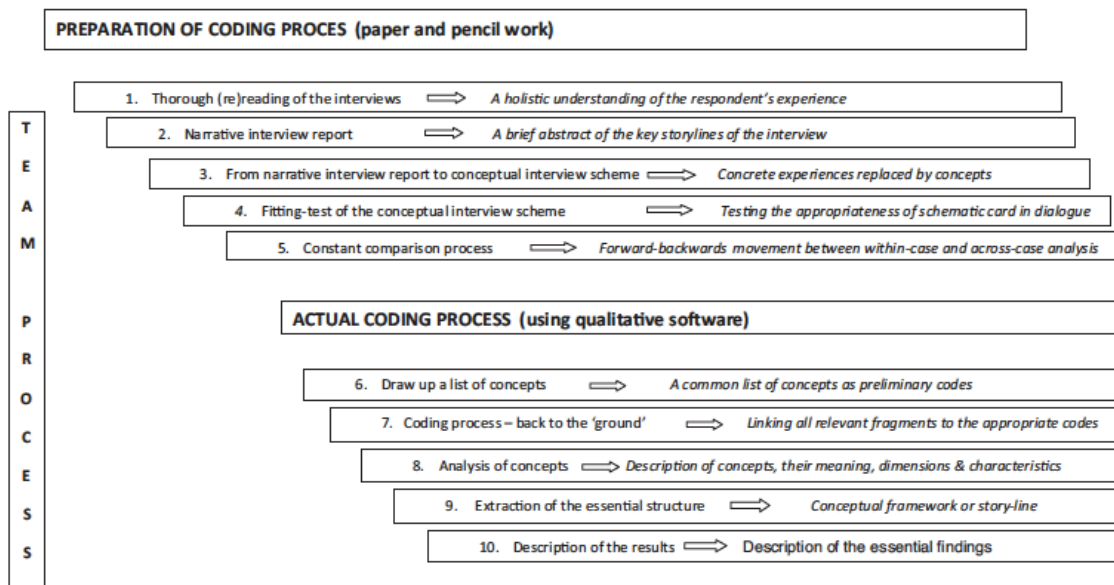 PREPARATION OF CODING PROCES (paper and pencil work)
TEAM PROCESS
1. Thorough (re)reading of the interviews ⇒ A holistic understanding of the respondent's experience
2. Narrative interview report ⇒ A brief abstract of the key storylines of the interview
3. From narrative interview report to conceptual interview scheme ⇒ Concrete experiences replaced by concepts
4. Fitting-test of the conceptual interview scheme ⇒ Testing the appropriateness of schematic card in dialogue
5. Constant comparison process ⇒ Forward-backwards movement between within-case and across-case analysis
ACTUAL CODING PROCESS (using qualitative software)
6. Draw up a list of concepts ⇒ A common list of concepts as preliminary codes
7. Coding process – back to the 'ground' ⇒ Linking all relevant fragments to the appropriate codes
8. Analysis of concepts ⇒ Description of concepts, their meaning, dimensions & characteristics
9. Extraction of the essential structure ⇒ Conceptual framework or story-line
10. Description of the results ⇒ Description of the essential findings